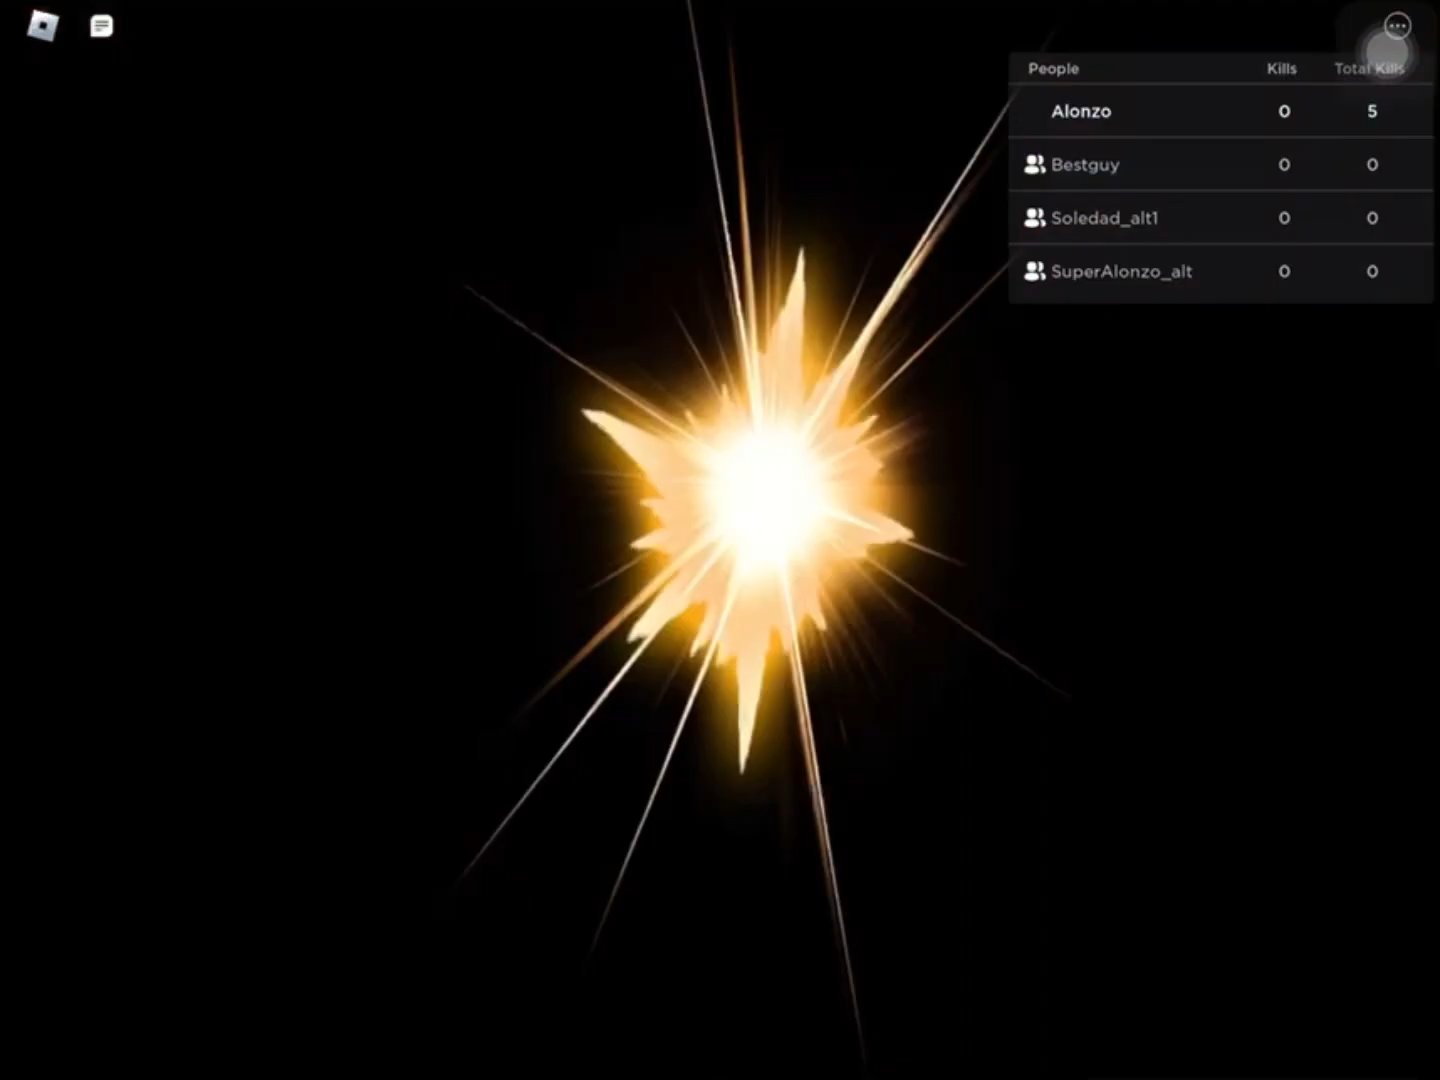 People Kills Total Kills
Alonzo 0 5
Bestguy 0 0
Soledad_alt1 0 0
SuperAlonzo_alt 0 0